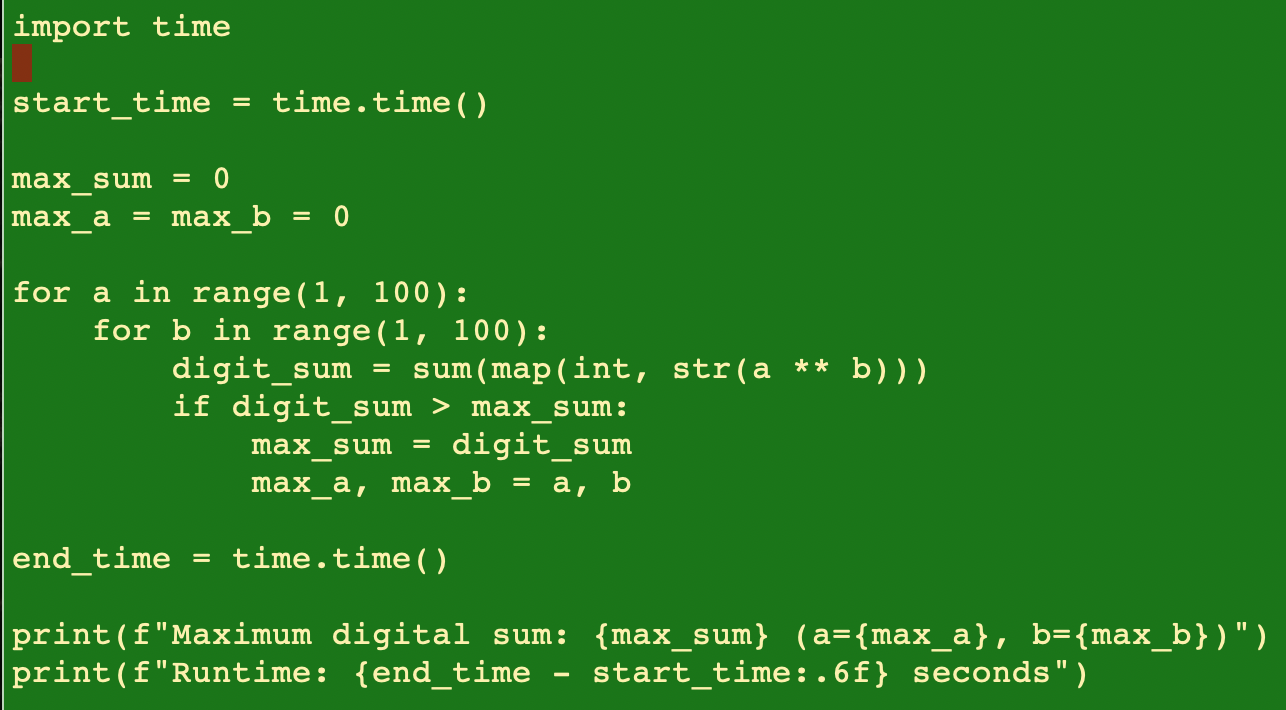 import time

start_time = time.time()

max_sum = 0
max_a = max_b = 0

for a in range(1, 100):
    for b in range(1, 100):
        digit_sum = sum(map(int, str(a ** b)))
        if digit_sum > max_sum:
            max_sum = digit_sum
            max_a, max_b = a, b

end_time = time.time()

print(f"Maximum digital sum: {max_sum} (a={max_a}, b={max_b})")
print(f"Runtime: {end_time - start_time:.6f} seconds")